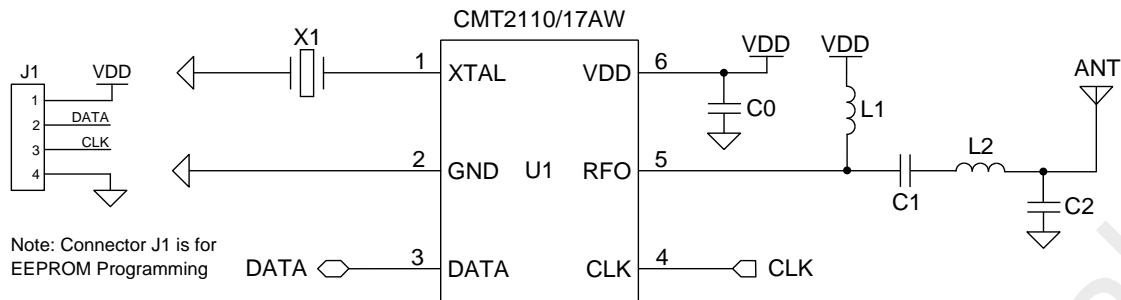 CMT2110/17AW
J1
VDD
1
2
DATA
3
CLK
4
Note: Connector J1 is for
EEPROM Programming
X1
1
XTAL
2
GND
3
DATA
DATA
U1
VDD
6
RFO
5
CLK
4
CLK
VDD
C0
VDD
L1
C1
L2
C2
ANT